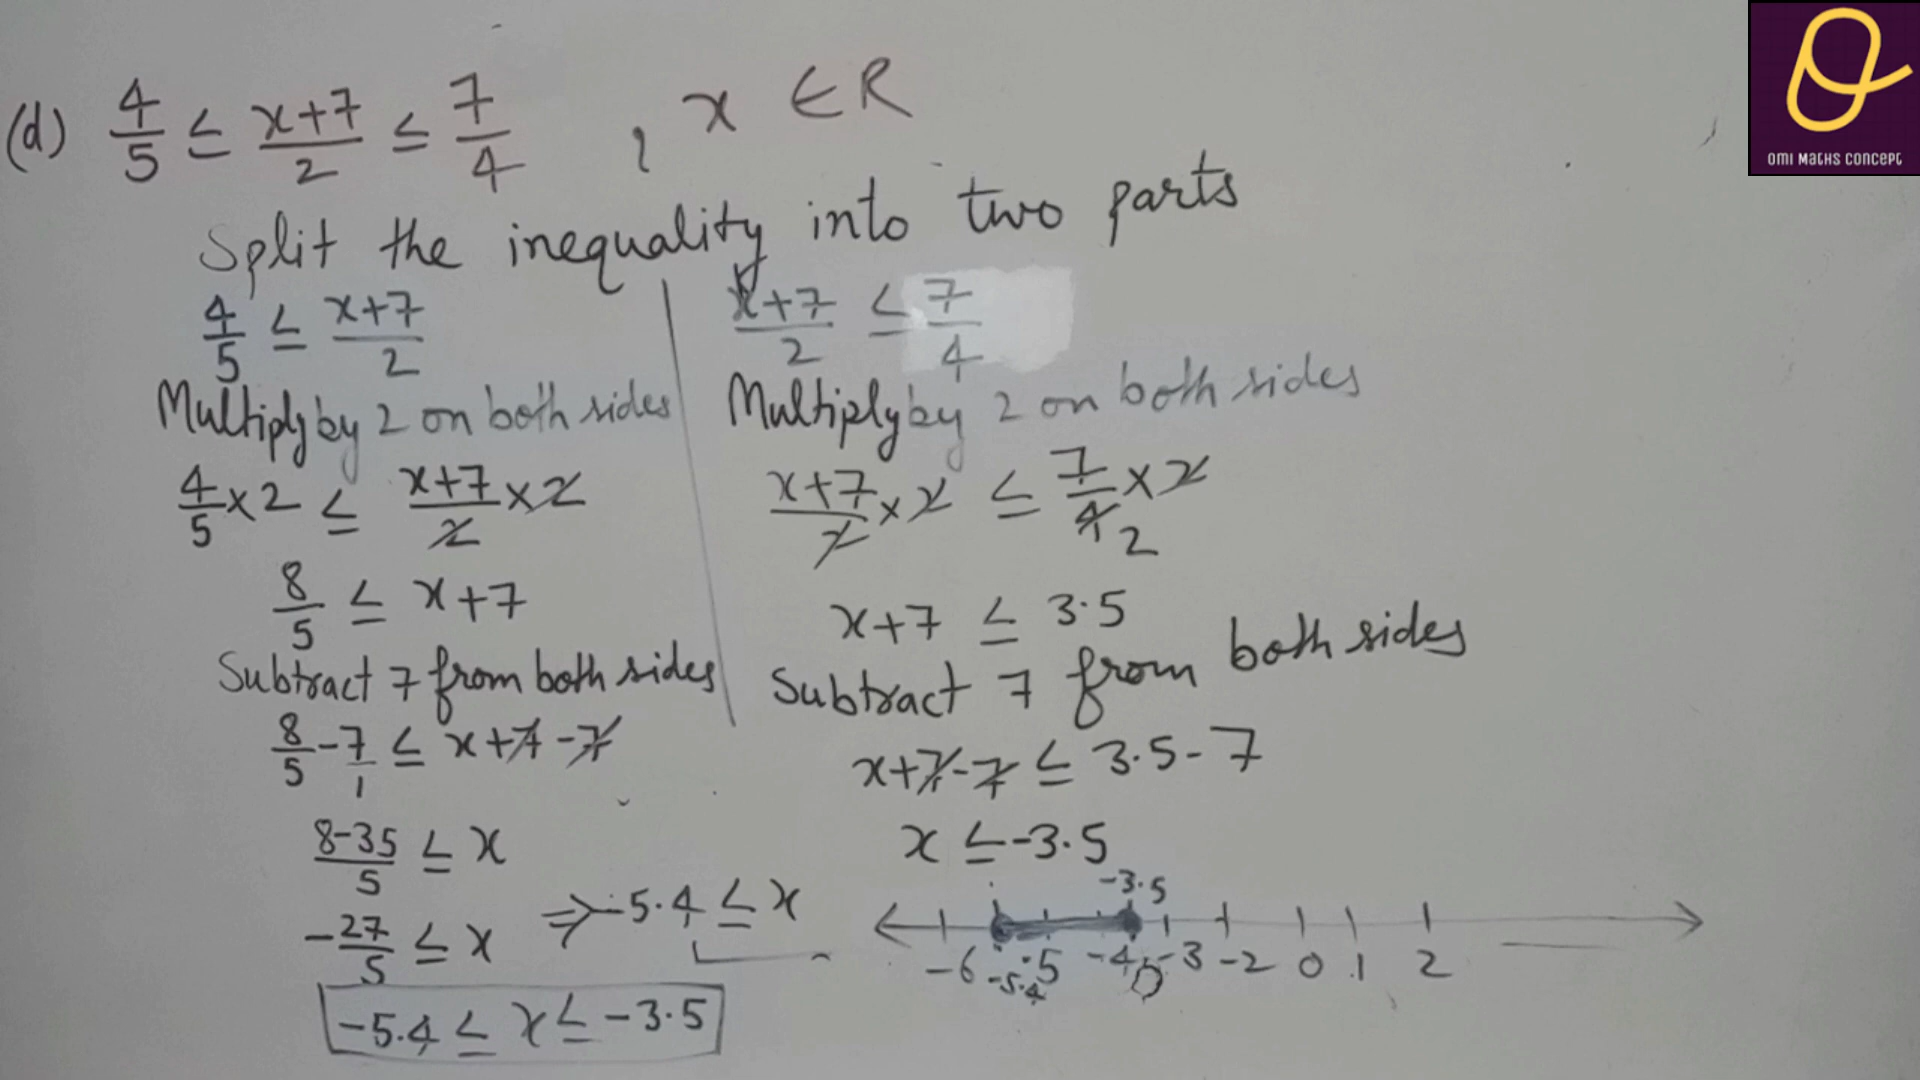 (d) 4/5 ≤ x+7/2 ≤ 7/4 , x ∈ R
OMI MATHS CONCEPT
Split the inequality into two parts
4/5 ≤ x+7/2
Multiply by 2 on both sides
4/5 × 2 ≤ x+7/2 × 2
8/5 ≤ x+7
Subtract 7 from both sides
8/5 - 7/1 ≤ x+7-7
8-35/5 ≤ x
-27/5 ≤ x ⇒ -5.4 ≤ x
-5.4 ≤ x ≤ -3.5
x+7/2 ≤ 7/4
Multiply by 2 on both sides
x+7/2 × 2 ≤ 7/4 × 2
2
x+7 ≤ 3.5
Subtract 7 from both sides
x+7-7 ≤ 3.5-7
x ≤ -3.5
-3.5
-6 -5.4 -5 -4 -3 -2 0 1 2